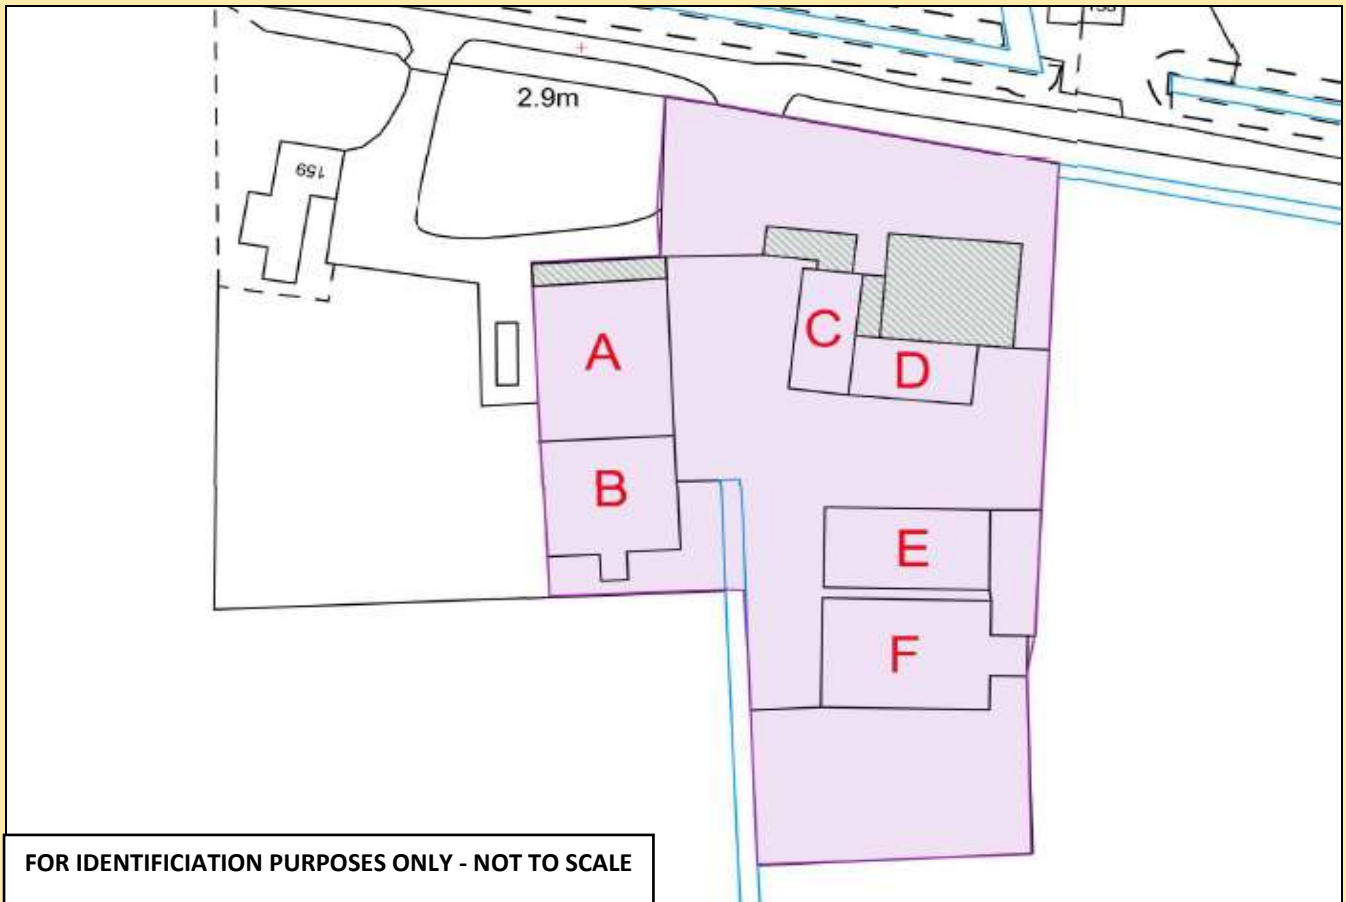 2.9m
159
A
B
C
D
E
F
FOR IDENTIFICIATION PURPOSES ONLY - NOT TO SCALE